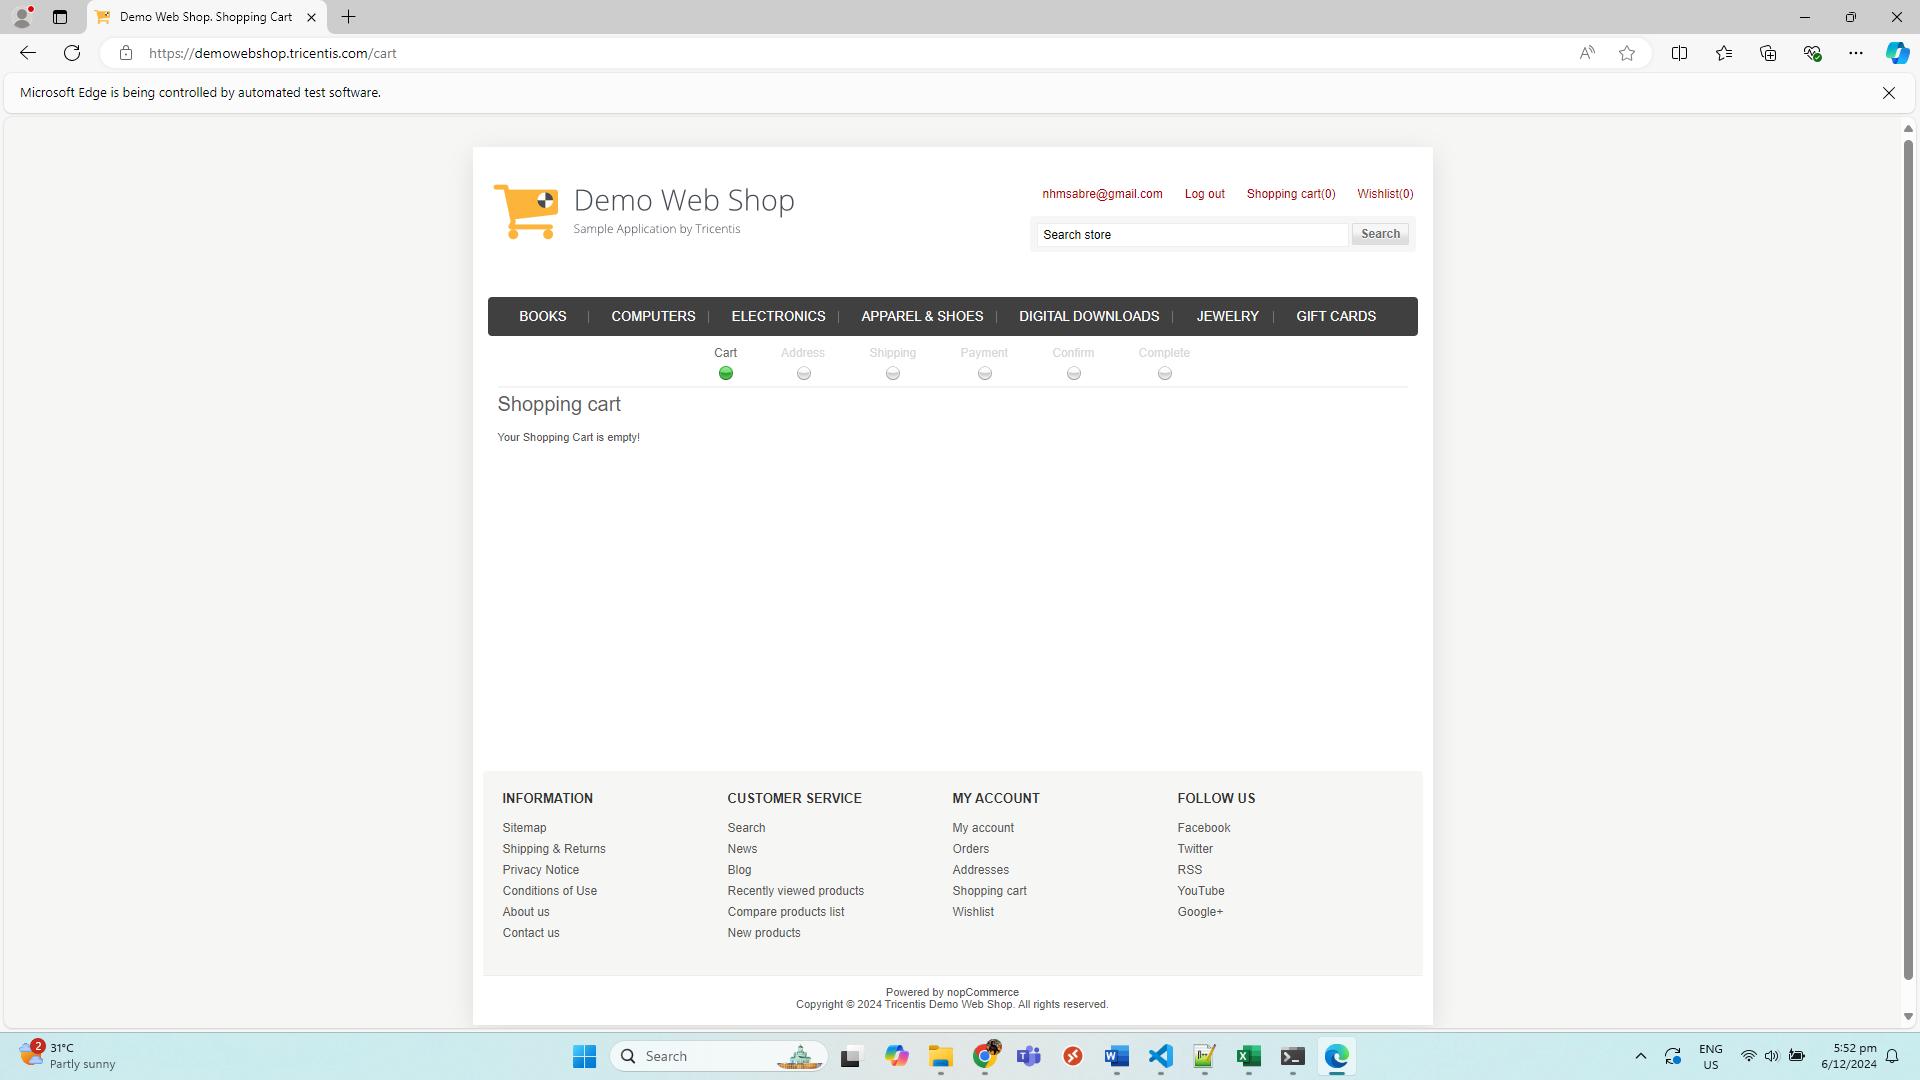 Demo Web Shop. Shopping Cart
https://demowebshop.tricentis.com/cart
Microsoft Edge is being controlled by automated test software.
Demo Web Shop
Sample Application by Tricentis
nhmsabre@gmail.com Log out Shopping cart(0) Wishlist(0)
Search store Search
BOOKS COMPUTERS ELECTRONICS APPAREL & SHOES DIGITAL DOWNLOADS JEWELRY GIFT CARDS
Cart Address Shipping Payment Confirm Complete
Shopping cart
Your Shopping Cart is empty!
INFORMATION
Sitemap
Shipping & Returns
Privacy Notice
Conditions of Use
About us
Contact us
CUSTOMER SERVICE
Search
News
Blog
Recently viewed products
Compare products list
New products
MY ACCOUNT
My account
Orders
Addresses
Shopping cart
Wishlist
FOLLOW US
Facebook
Twitter
RSS
YouTube
Google+
Powered by nopCommerce
Copyright © 2024 Tricentis Demo Web Shop. All rights reserved.
2
31°C
Partly sunny
Search
ENG
US
5:52 pm
6/12/2024